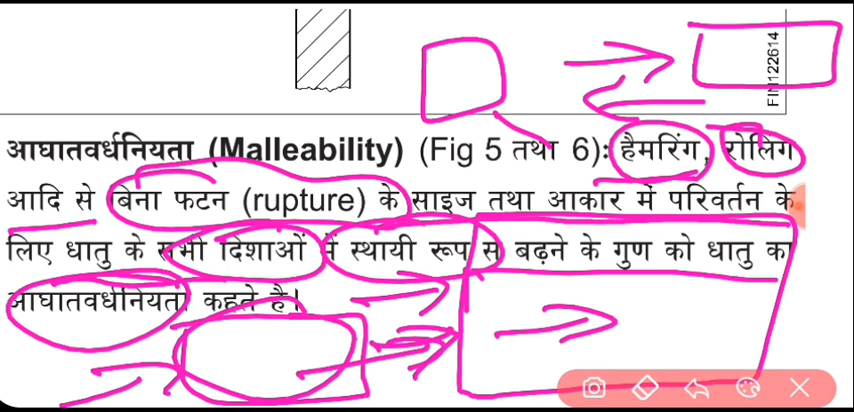 FIN122614
आघातवर्धनियता (Malleability) (Fig 5 तथा 6): हैमरिंग, रोलिंग
आदि से बिना फटन (rupture) के साइज तथा आकार में परिवर्तन के
लिए धातु के सभी दिशाओं में स्थायी रूप से बढ़ने के गुण को धातु का
आघातवर्धनियता कहते है।